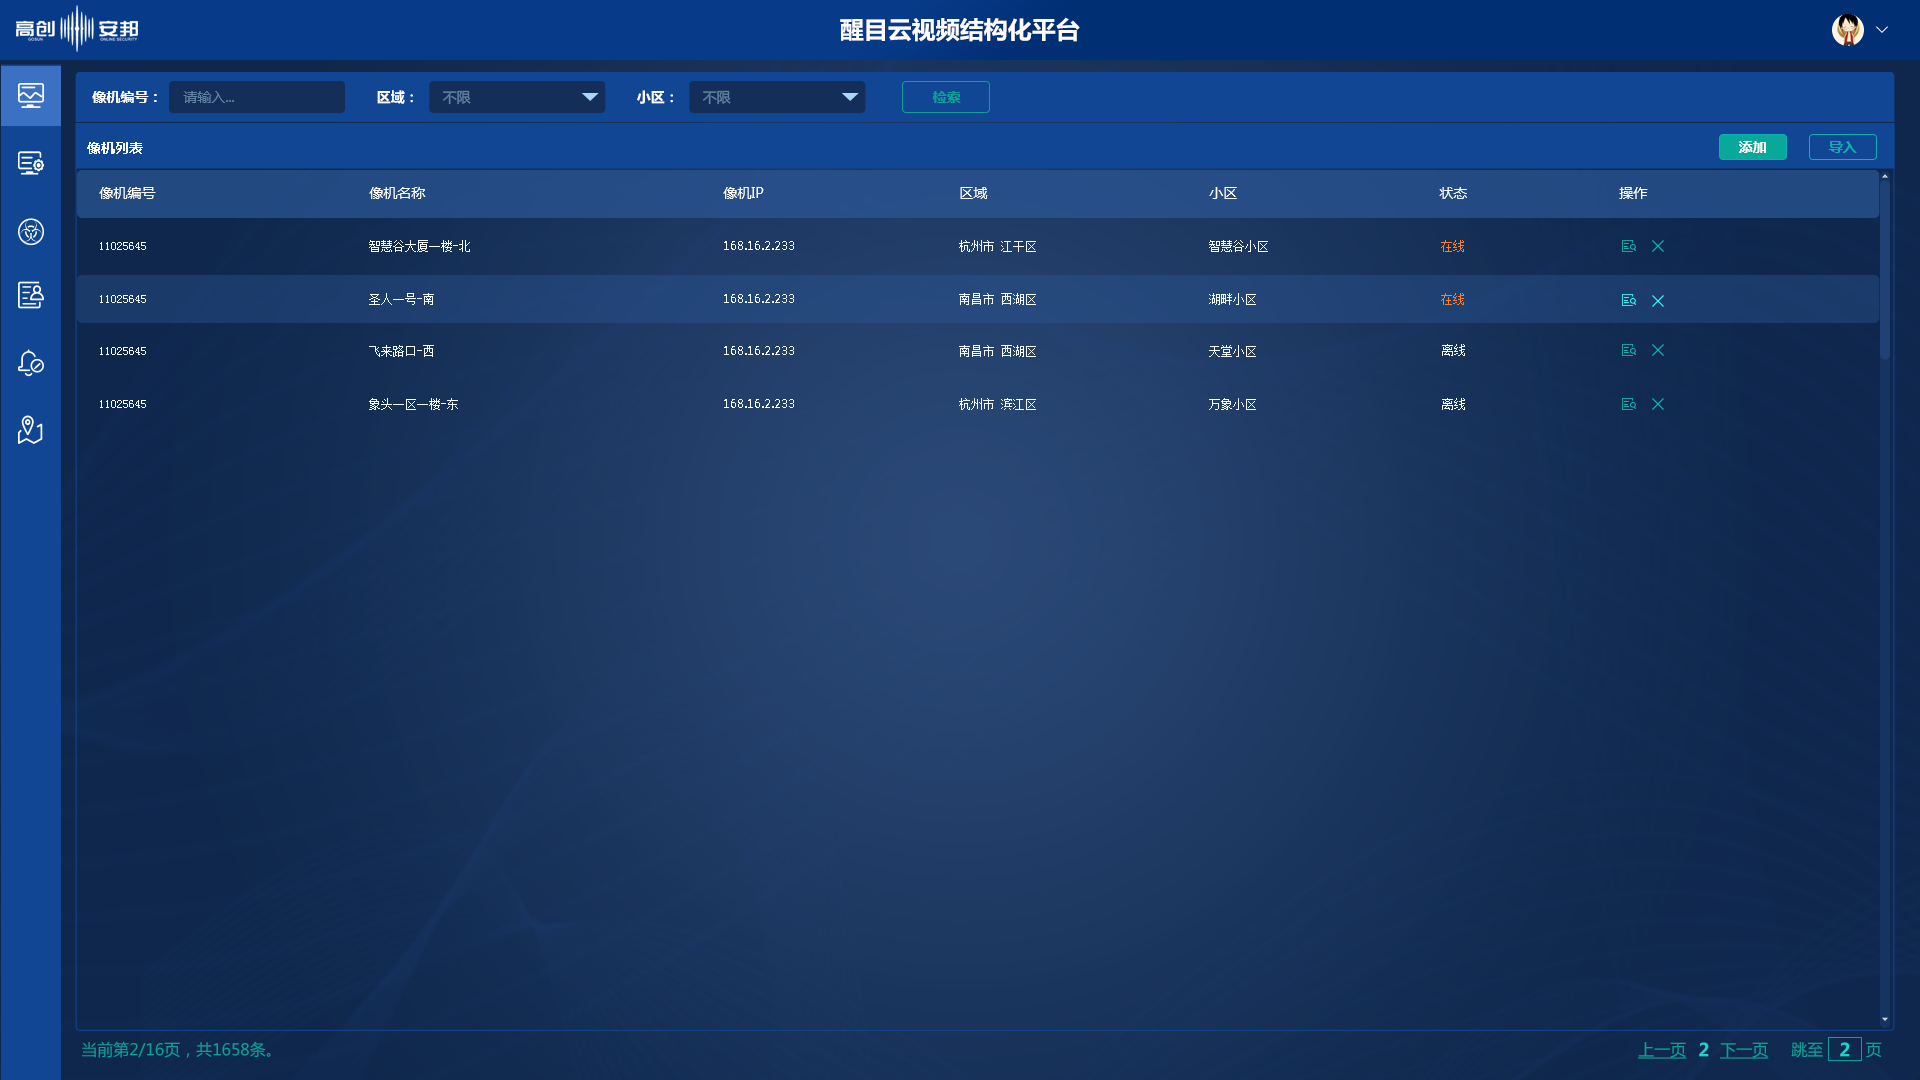 高创 安邦
GOSUN ONLINE SECURITY
醒目云视频结构化平台
像机编号： 请输入... 区域： 不限 小区： 不限 检索
像机列表 添加 导入
像机编号 像机名称 像机IP 区域 小区 状态 操作
11025645 智慧谷大厦一楼-北 168.16.2.233 杭州市 江干区 智慧谷小区 在线
11025645 圣人一号-南 168.16.2.233 南昌市 西湖区 湖畔小区 在线
11025645 飞来路口-西 168.16.2.233 南昌市 西湖区 天堂小区 离线
11025645 象头一区一楼-东 168.16.2.233 杭州市 滨江区 万象小区 离线
当前第2/16页，共1658条。 上一页 2 下一页 跳至 2 页